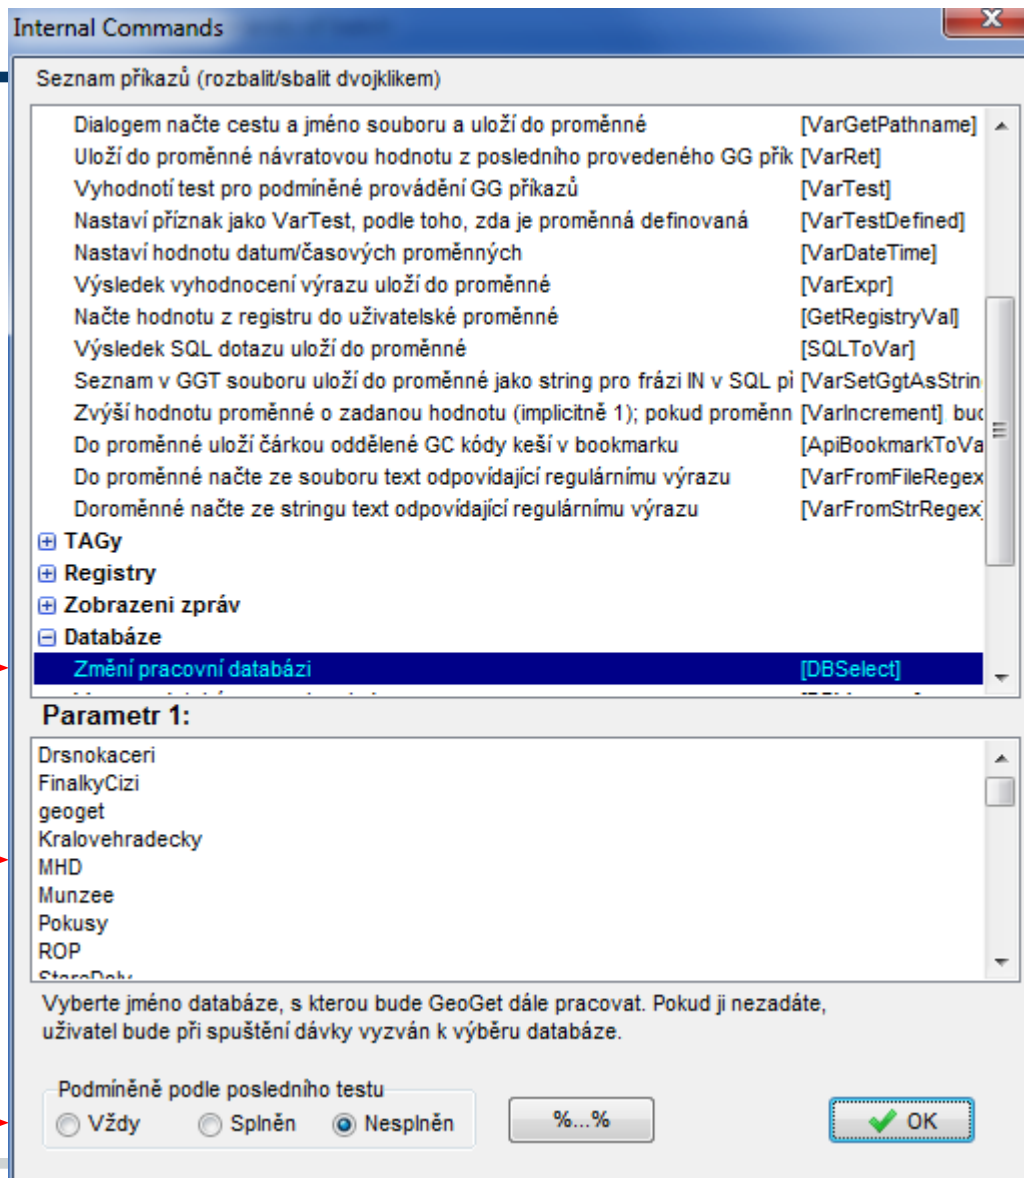 Internal Commands
Seznam příkazů (rozbalit/sbalit dvojklikem)
Dialogem načte cestu a jméno souboru a uloží do proměnné [VarGetPathname]
Uloží do proměnné návratovou hodnotu z posledního provedeného GG přík [VarRet]
Vyhodnotí test pro podmíněné provádění GG příkazů [VarTest]
Nastaví příznak jako VarTest, podle toho, zda je proměnná definovaná [VarTestDefined]
Nastaví hodnotu datum/časových proměnných [VarDateTime]
Výsledek vyhodnocení výrazu uloží do proměnné [VarExpr]
Načte hodnotu z registru do uživatelské proměnné [GetRegistryVal]
Výsledek SQL dotazu uloží do proměnné [SQLToVar]
Seznam v GGT souboru uloží do proměnné jako string pro frázi IN v SQL pì [VarSetGgtAsStrin
Zvýší hodnotu proměnné o zadanou hodnotu (implicitně 1); pokud proměnn [VarIncrement] bud
Do proměnné uloží čárkou oddělené GC kódy keší v bookmarku [ApiBookmarkToVa
Do proměnné načte ze souboru text odpovídající regulárnímu výrazu [VarFromFileRegex
Doroměnné načte ze stringu text odpovídající regulárnímu výrazu [VarFromStrRegex]
TAGy
Registry
Zobrazeni zpráv
Databáze
Změní pracovní databázi [DBSelect]
Parametr 1:
Drsnokaceri
FinalkyCizi
geoget
Kralovehradecky
MHD
Munzee
Pokusy
ROP
Vyberte jméno databáze, s kterou bude GeoGet dále pracovat. Pokud ji nezadáte,
uživatel bude při spuštění dávky vyzván k výběru databáze.
Podmíněně podle posledního testu
Vždy Splněn Nesplněn %...% OK